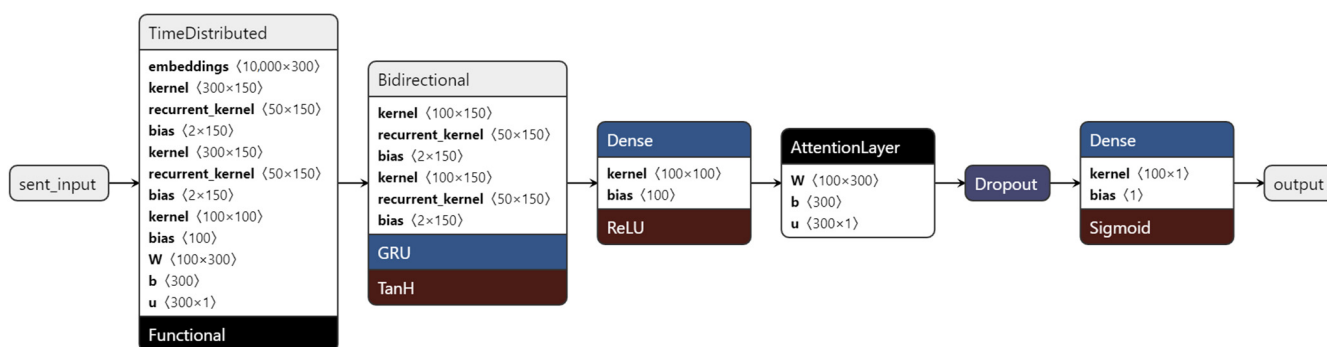 sent_input
TimeDistributed
embeddings 〈10,000×300〉
kernel 〈300×150〉
recurrent_kernel 〈50×150〉
bias 〈2×150〉
kernel 〈300×150〉
recurrent_kernel 〈50×150〉
bias 〈2×150〉
kernel 〈100×100〉
bias 〈100〉
W 〈100×300〉
b 〈300〉
u 〈300×1〉
Functional
Bidirectional
kernel 〈100×150〉
recurrent_kernel 〈50×150〉
bias 〈2×150〉
kernel 〈100×150〉
recurrent_kernel 〈50×150〉
bias 〈2×150〉
GRU
TanH
Dense
kernel 〈100×100〉
bias 〈100〉
ReLU
AttentionLayer
W 〈100×300〉
b 〈300〉
u 〈300×1〉
Dropout
Dense
kernel 〈100×1〉
bias 〈1〉
Sigmoid
output